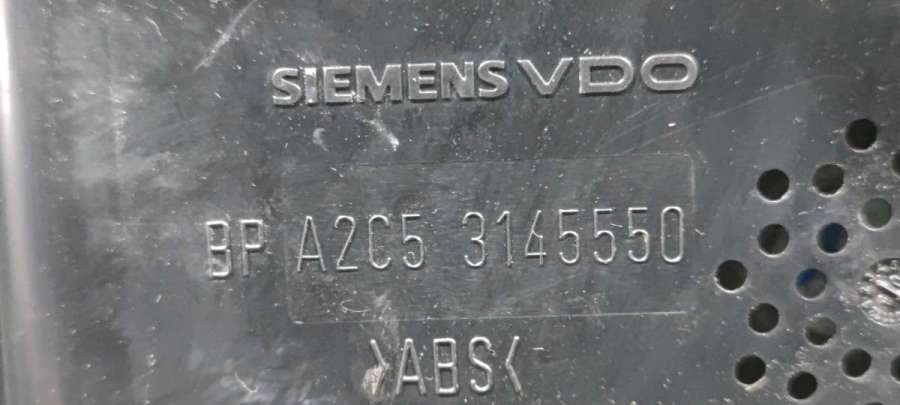 SIEMENS VDO
BP A2C5 3145550
>ABS<